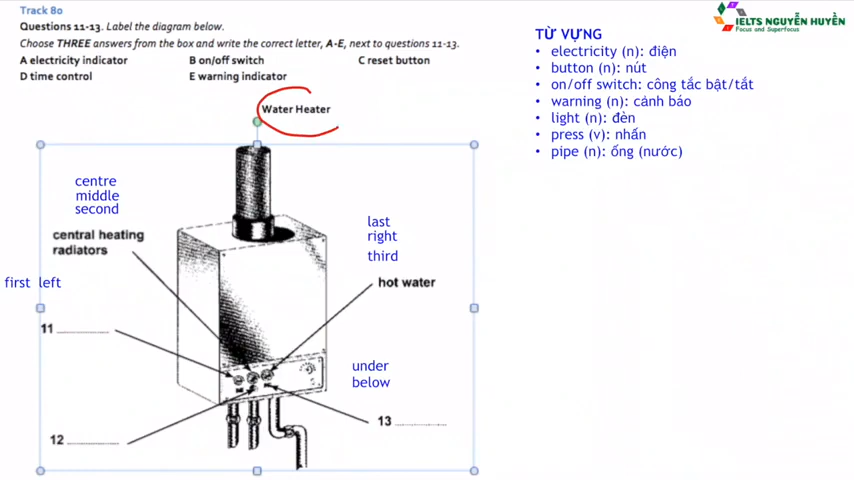 Track 80
Questions 11-13. Label the diagram below.
Choose THREE answers from the box and write the correct letter, A-E, next to questions 11-13.
A electricity indicator B on/off switch C reset button
D time control E warning indicator
Water Heater
centre
middle
second
central heating
radiators
last
right
third
first left
hot water
11 ________
under
below
12 ________
13 ________
IELTS NGUYỄN HUYỀN
Focus and Superfocus
TỪ VỰNG
• electricity (n): điện
• button (n): nút
• on/off switch: công tắc bật/tắt
• warning (n): cảnh báo
• light (n): đèn
• press (v): nhấn
• pipe (n): ống (nước)